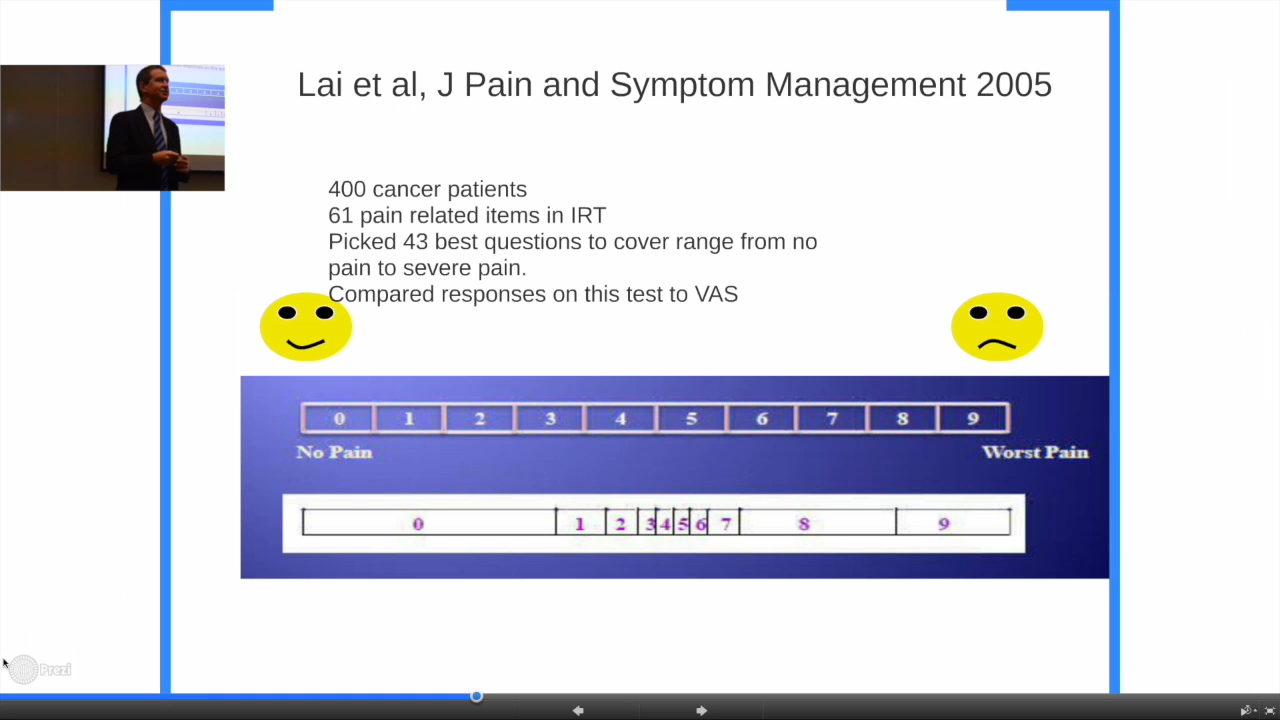 Lai et al, J Pain and Symptom Management 2005
400 cancer patients
61 pain related items in IRT
Picked 43 best questions to cover range from no
pain to severe pain.
Compared responses on this test to VAS
0 1 2 3 4 5 6 7 8 9
No Pain Worst Pain
0 1 2 3 4 5 6 7 8 9
Prezi